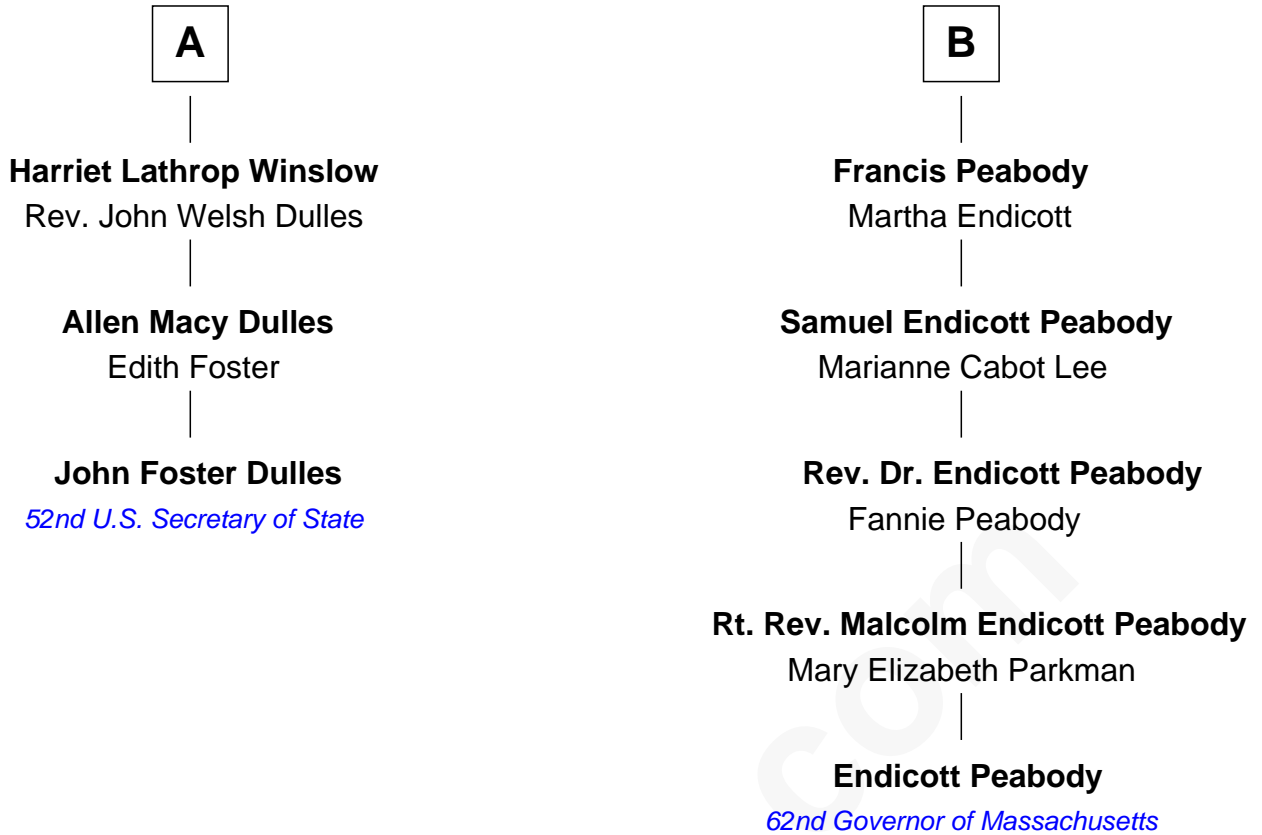 A
Harriet Lathrop Winslow
Rev. John Welsh Dulles
Allen Macy Dulles
Edith Foster
John Foster Dulles
52nd U.S. Secretary of State
B
Francis Peabody
Martha Endicott
Samuel Endicott Peabody
Marianne Cabot Lee
Rev. Dr. Endicott Peabody
Fannie Peabody
Rt. Rev. Malcolm Endicott Peabody
Mary Elizabeth Parkman
Endicott Peabody
62nd Governor of Massachusetts
com